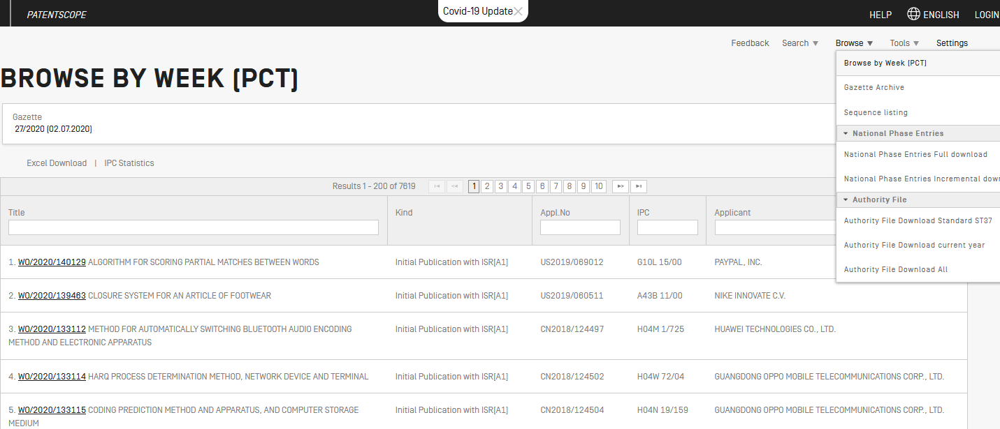 PATENTSCOPE
Covid-19 Update
HELP
ENGLISH
LOGIN
Feedback
Search
Browse
Tools
Settings
Browse by Week (PCT)
Gazette Archive
Sequence listing
National Phase Entries
National Phase Entries Full download
National Phase Entries Incremental dow
Authority File
Authority File Download Standard ST37
Authority File Download current year
Authority File Download All
BROWSE BY WEEK (PCT)
Gazette
27/2020 (02.07.2020)
Excel Download | IPC Statistics
Results 1 - 200 of 7619 1 2 3 4 5 6 7 8 9 10
Title Kind Appl.No IPC Applicant
1. WO/2020/140129 ALGORITHM FOR SCORING PARTIAL MATCHES BETWEEN WORDS Initial Publication with ISR[A1] US2019/069012 G10L 15/00 PAYPAL, INC.
2. WO/2020/139463 CLOSURE SYSTEM FOR AN ARTICLE OF FOOTWEAR Initial Publication with ISR[A1] US2019/060511 A43B 11/00 NIKE INNOVATE C.V.
3. WO/2020/133112 METHOD FOR AUTOMATICALLY SWITCHING BLUETOOTH AUDIO ENCODING Initial Publication with ISR[A1] CN2018/124497 H04M 1/725 HUAWEI TECHNOLOGIES CO., LTD.
METHOD AND ELECTRONIC APPARATUS
4. WO/2020/133114 HARQ PROCESS DETERMINATION METHOD, NETWORK DEVICE AND TERMINAL Initial Publication with ISR[A1] CN2018/124502 H04W 72/04 GUANGDONG OPPO MOBILE TELECOMMUNICATIONS CORP., LTD.
5. WO/2020/133115 CODING PREDICTION METHOD AND APPARATUS, AND COMPUTER STORAGE Initial Publication with ISR[A1] CN2018/124504 H04N 19/159 GUANGDONG OPPO MOBILE TELECOMMUNICATIONS CORP., LTD.
MEDIUM